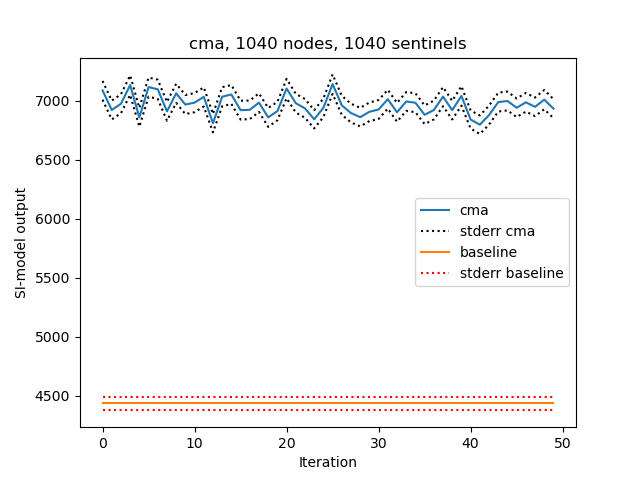 cma, 1040 nodes, 1040 sentinels
SI-model output
7000
6500
6000
5500
5000
4500
cma
stderr cma
baseline
stderr baseline
0 10 20 30 40 50
Iteration